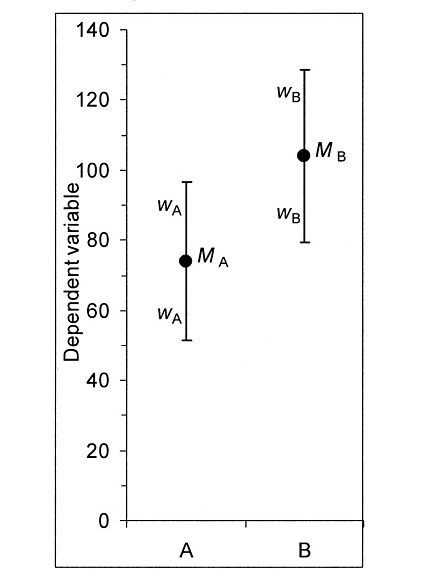 140
120
100
80
60
40
20
0
Dependent variable
wB
MB
wB
wA
MA
wA
A
B